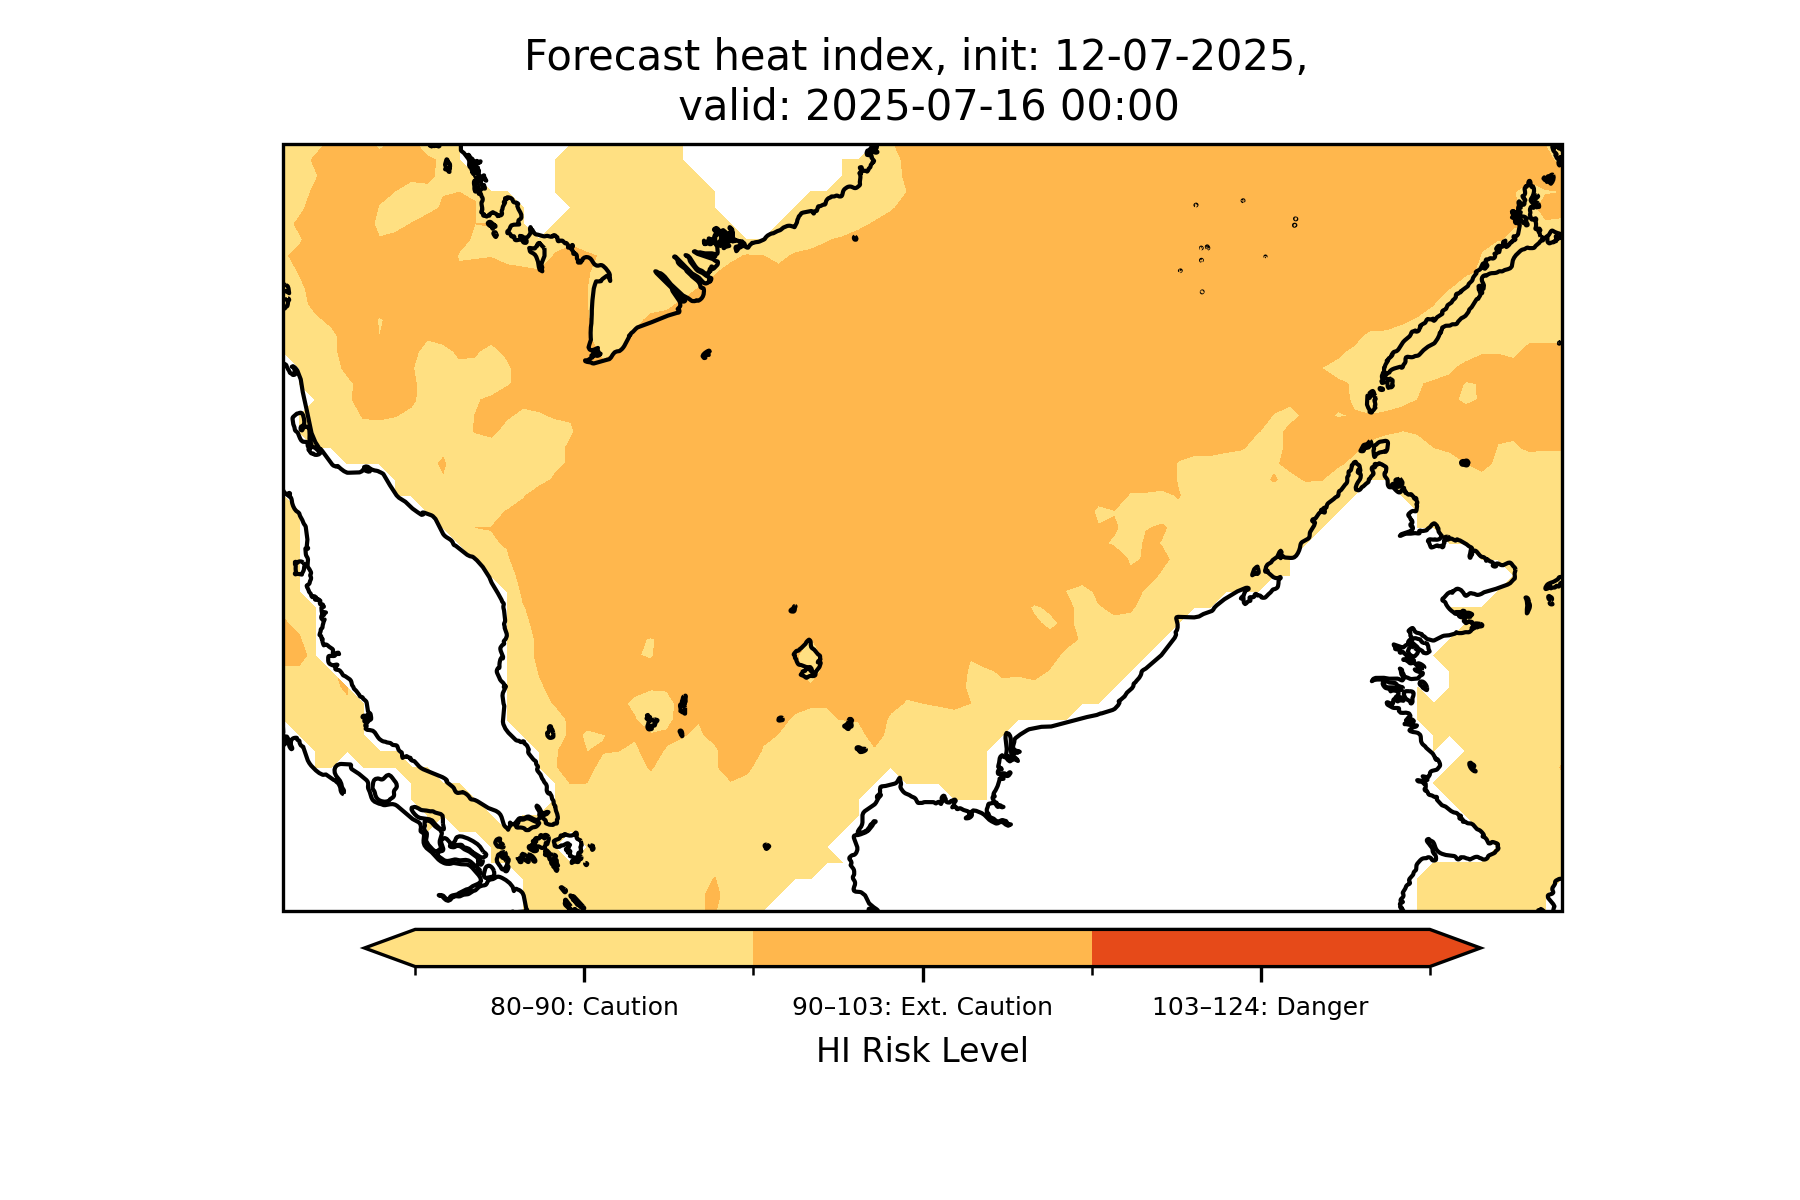 Forecast heat index, init: 12-07-2025,
valid: 2025-07-16 00:00
80–90: Caution
90–103: Ext. Caution
103–124: Danger
HI Risk Level